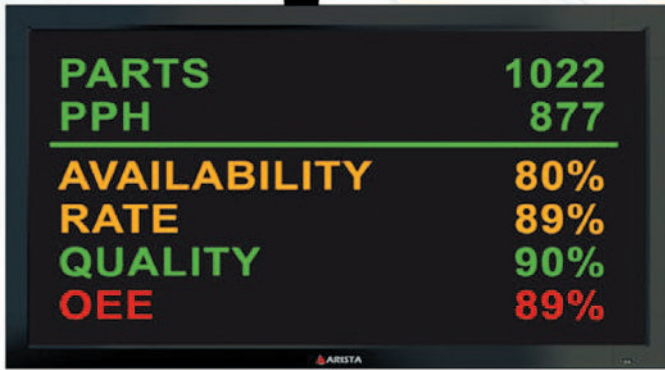 PARTS 1022
PPH 877
AVAILABILITY 80%
RATE 89%
QUALITY 90%
OEE 89%
ARISTA